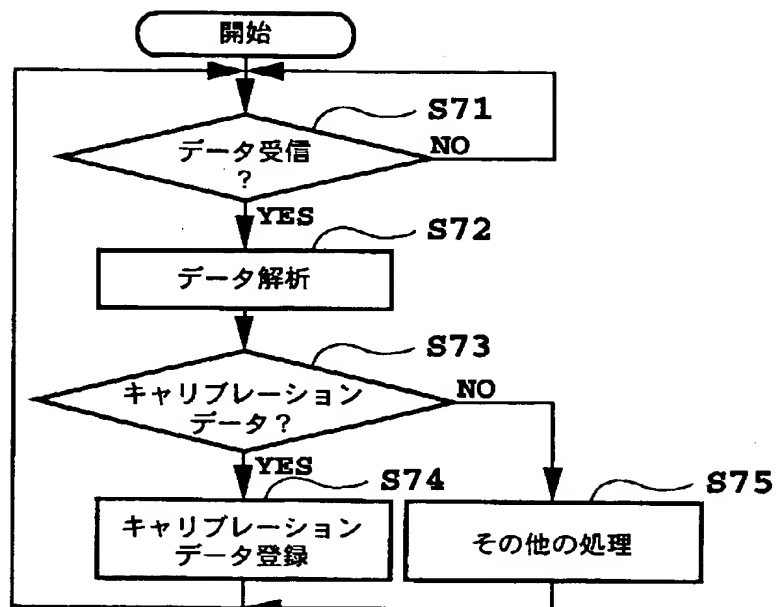 開始
S71
データ受信
?
NO
YES
S72
データ解析
S73
キャリブレーション
データ?
NO
YES
S74
キャリブレーション
データ登録
S75
その他の処理